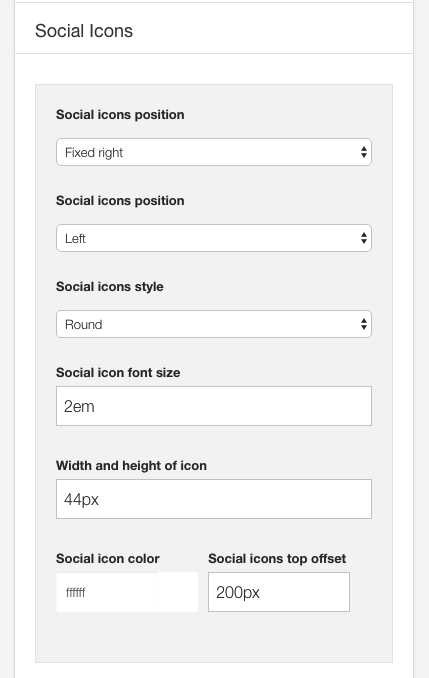 Social Icons
Social icons position
Fixed right
Social icons position
Left
Social icons style
Round
Social icon font size
2em
Width and height of icon
44px
Social icon color Social icons top offset
ffffff 200px